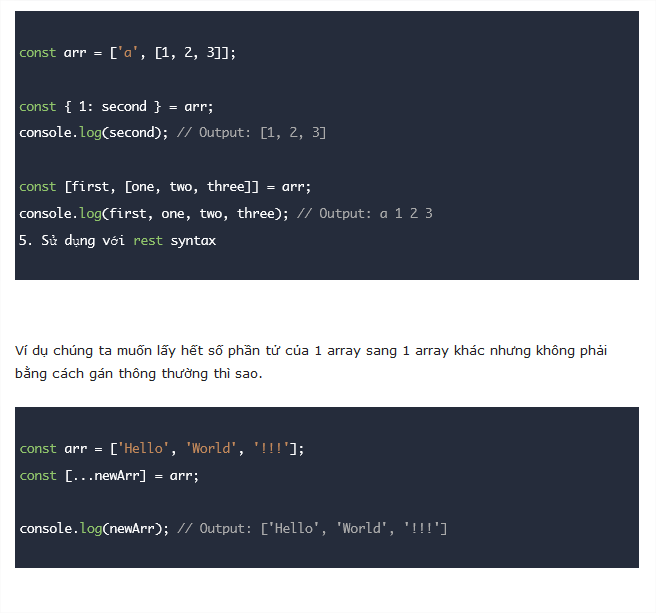 const arr = ['a', [1, 2, 3]];
const { 1: second } = arr;
console.log(second); // Output: [1, 2, 3]
const [first, [one, two, three]] = arr;
console.log(first, one, two, three); // Output: a 1 2 3
5. Sử dụng với rest syntax
Ví dụ chúng ta muốn lấy hết số phần tử của 1 array sang 1 array khác nhưng không phải
bằng cách gán thông thường thì sao.
const arr = ['Hello', 'World', '!!!'];
const [...newArr] = arr;
console.log(newArr); // Output: ['Hello', 'World', '!!!']